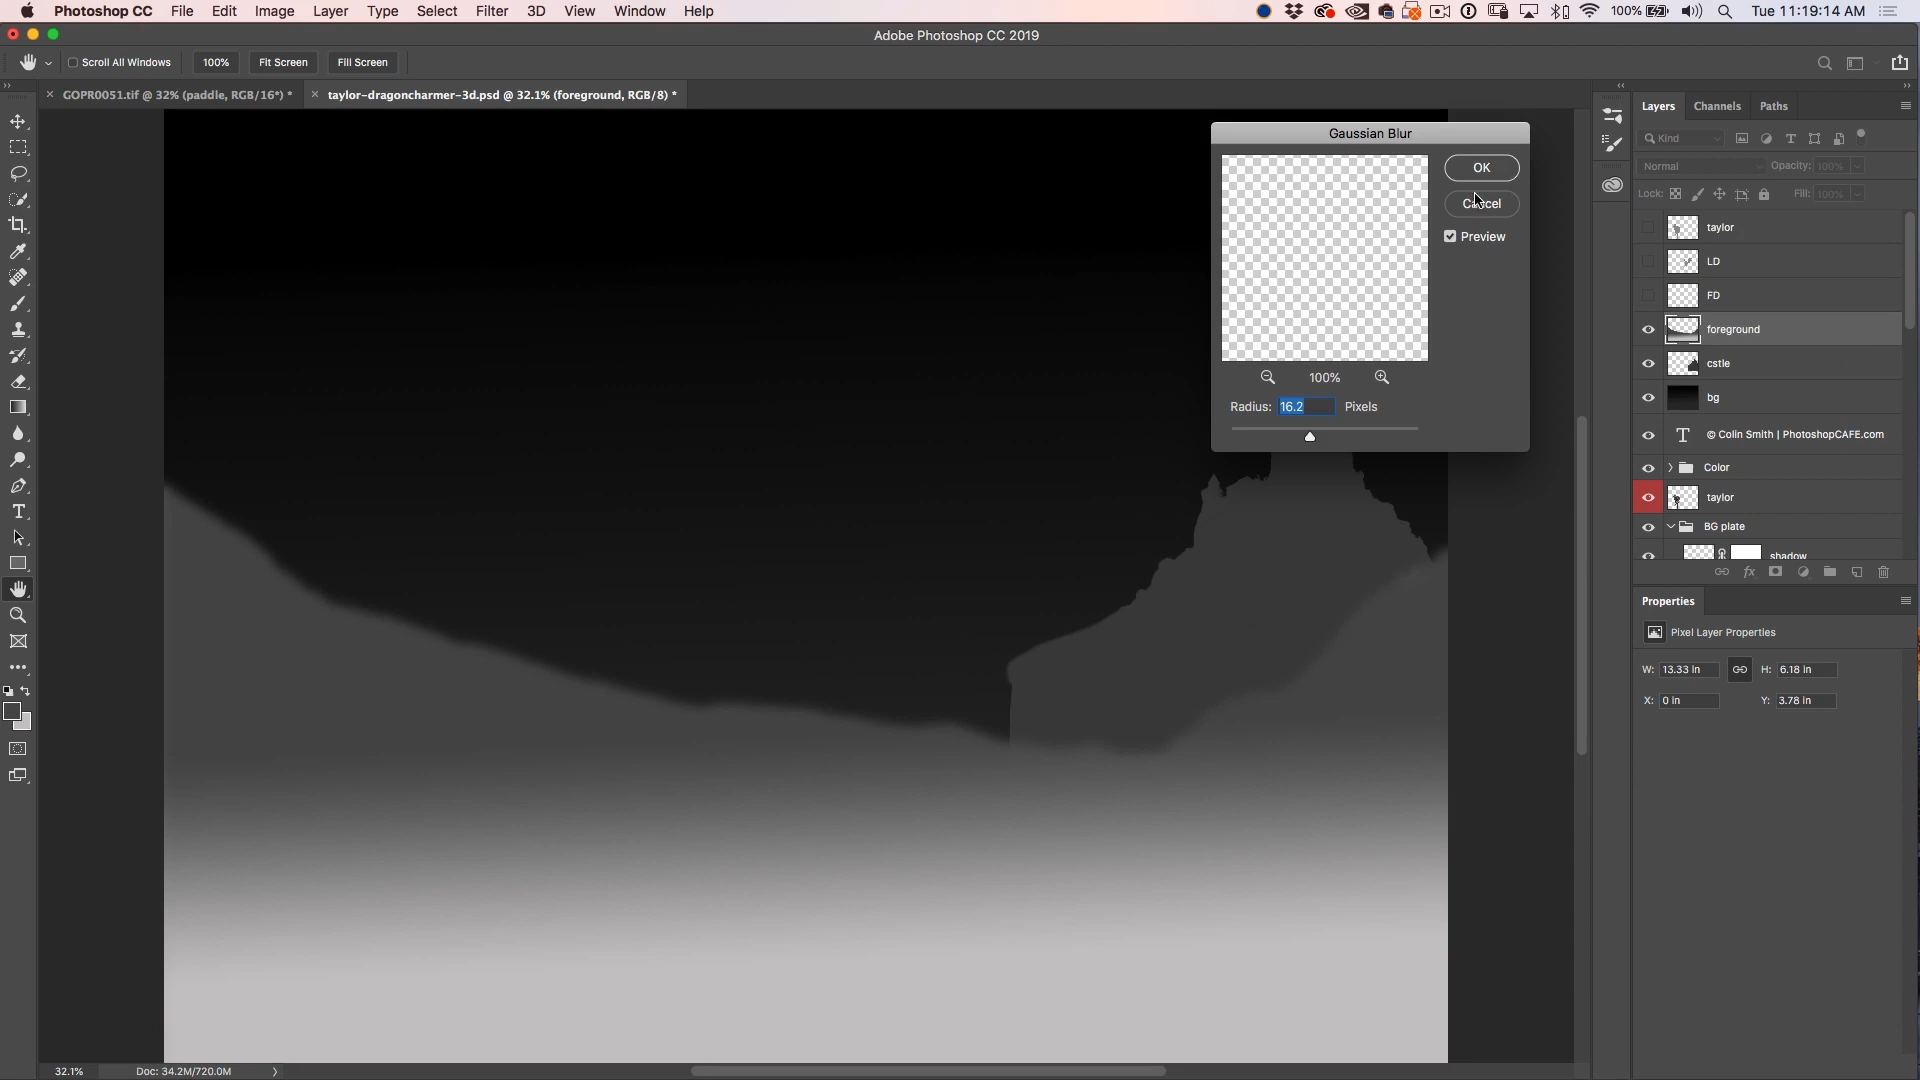 Photoshop CC File Edit Image Layer Type Select Filter 3D View Window Help 100% Tue 11:19:14 AM
Adobe Photoshop CC 2019
Scroll All Windows 100% Fit Screen Fill Screen
GOPR0051.tif @ 32% (paddle, RGB/16*) * taylor-dragoncharmer-3d.psd @ 32.1% (foreground, RGB/8) *
Layers Channels Paths
Gaussian Blur
Kind
OK
Normal Opacity: 100%
Lock: Fill: 100%
Cancel
taylor
Preview
LD
FD
foreground
cstle
100%
bg
Radius: 16.2 Pixels
© Colin Smith | PhotoshopCAFE.com
Color
taylor
BG plate
shadow
fx
Properties
Pixel Layer Properties
W: 13.33 in H: 6.18 in
X: 0 in Y: 3.78 in
32.1% Doc: 34.2M/720.0M